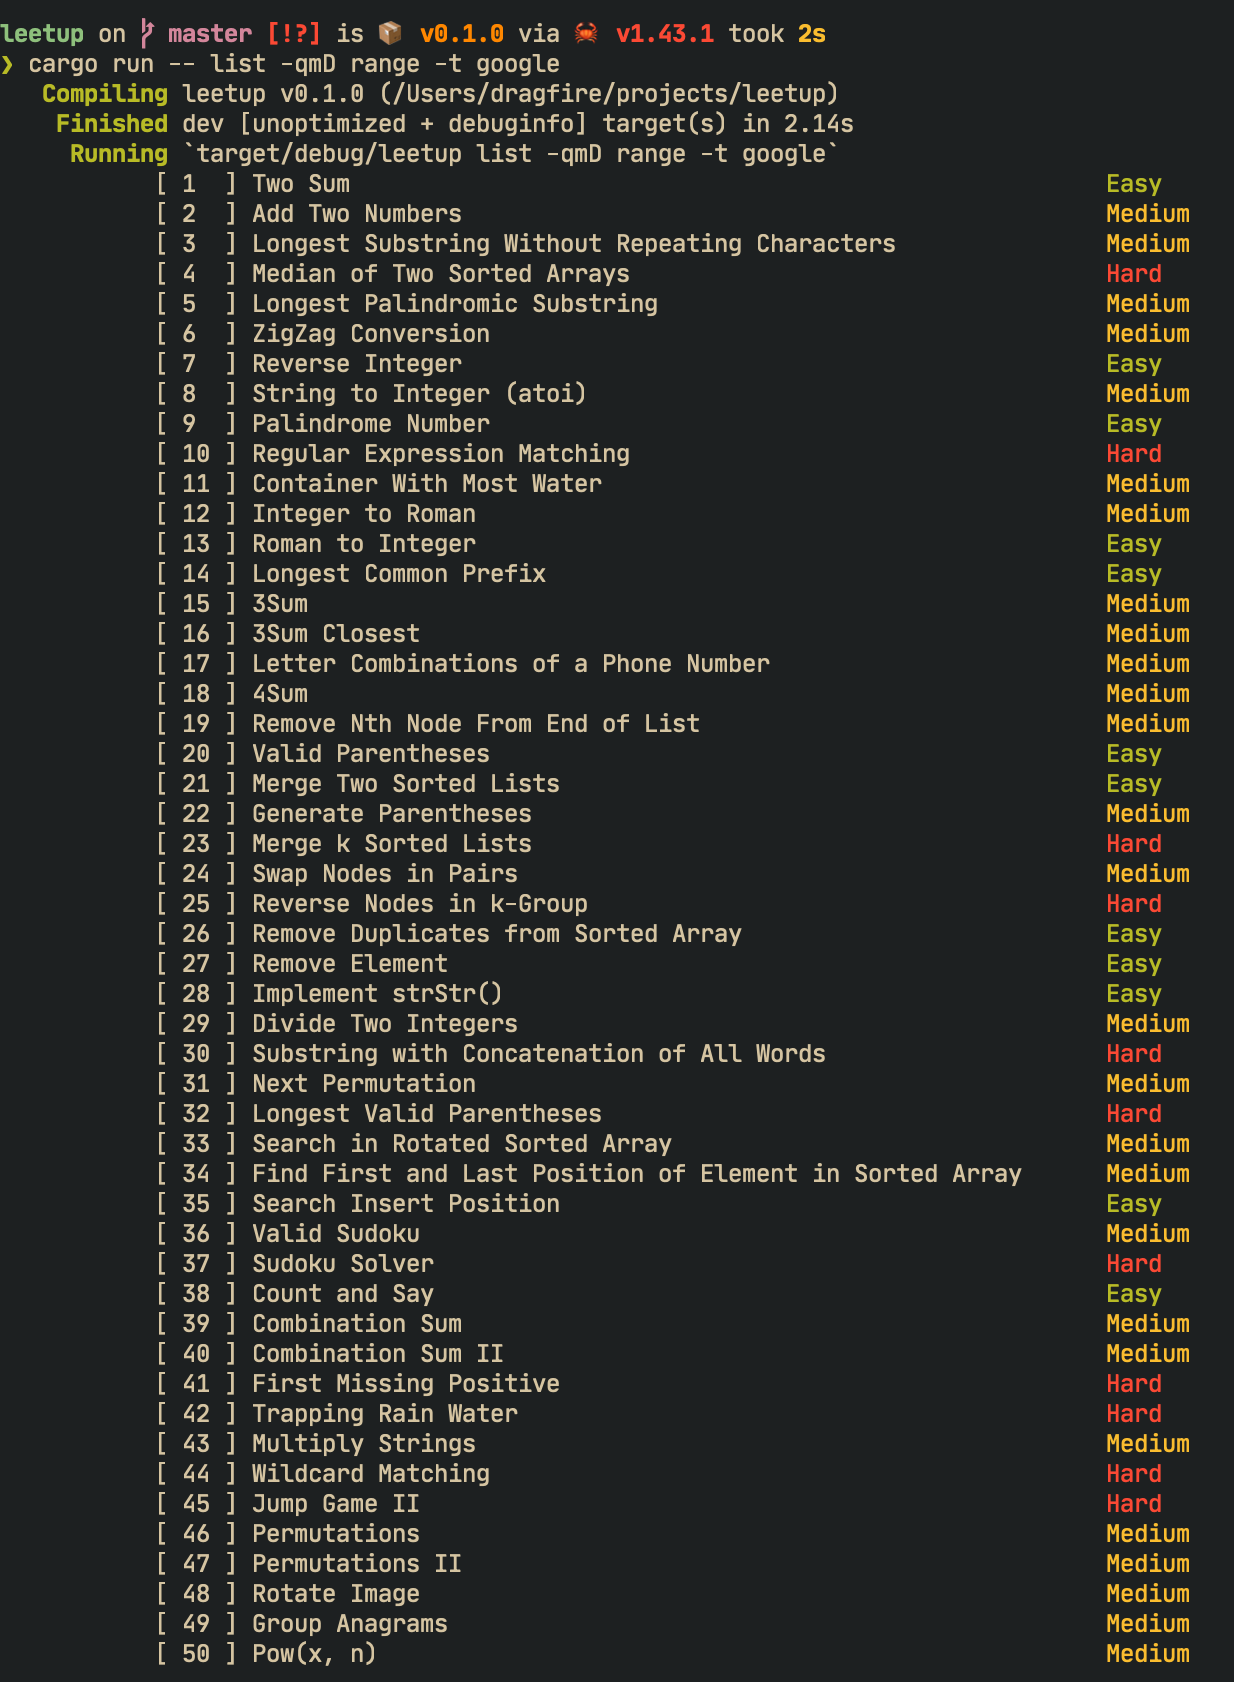 leetup on master [!?] is 📦 v0.1.0 via 🦀 v1.43.1 took 2s
❯ cargo run -- list -qmD range -t google
Compiling leetup v0.1.0 (/Users/dragfire/projects/leetup)
Finished dev [unoptimized + debuginfo] target(s) in 2.14s
Running `target/debug/leetup list -qmD range -t google`
[ 1  ] Two Sum Easy
[ 2  ] Add Two Numbers Medium
[ 3  ] Longest Substring Without Repeating Characters Medium
[ 4  ] Median of Two Sorted Arrays Hard
[ 5  ] Longest Palindromic Substring Medium
[ 6  ] ZigZag Conversion Medium
[ 7  ] Reverse Integer Easy
[ 8  ] String to Integer (atoi) Medium
[ 9  ] Palindrome Number Easy
[ 10 ] Regular Expression Matching Hard
[ 11 ] Container With Most Water Medium
[ 12 ] Integer to Roman Medium
[ 13 ] Roman to Integer Easy
[ 14 ] Longest Common Prefix Easy
[ 15 ] 3Sum Medium
[ 16 ] 3Sum Closest Medium
[ 17 ] Letter Combinations of a Phone Number Medium
[ 18 ] 4Sum Medium
[ 19 ] Remove Nth Node From End of List Medium
[ 20 ] Valid Parentheses Easy
[ 21 ] Merge Two Sorted Lists Easy
[ 22 ] Generate Parentheses Medium
[ 23 ] Merge k Sorted Lists Hard
[ 24 ] Swap Nodes in Pairs Medium
[ 25 ] Reverse Nodes in k-Group Hard
[ 26 ] Remove Duplicates from Sorted Array Easy
[ 27 ] Remove Element Easy
[ 28 ] Implement strStr() Easy
[ 29 ] Divide Two Integers Medium
[ 30 ] Substring with Concatenation of All Words Hard
[ 31 ] Next Permutation Medium
[ 32 ] Longest Valid Parentheses Hard
[ 33 ] Search in Rotated Sorted Array Medium
[ 34 ] Find First and Last Position of Element in Sorted Array Medium
[ 35 ] Search Insert Position Easy
[ 36 ] Valid Sudoku Medium
[ 37 ] Sudoku Solver Hard
[ 38 ] Count and Say Easy
[ 39 ] Combination Sum Medium
[ 40 ] Combination Sum II Medium
[ 41 ] First Missing Positive Hard
[ 42 ] Trapping Rain Water Hard
[ 43 ] Multiply Strings Medium
[ 44 ] Wildcard Matching Hard
[ 45 ] Jump Game II Hard
[ 46 ] Permutations Medium
[ 47 ] Permutations II Medium
[ 48 ] Rotate Image Medium
[ 49 ] Group Anagrams Medium
[ 50 ] Pow(x, n) Medium